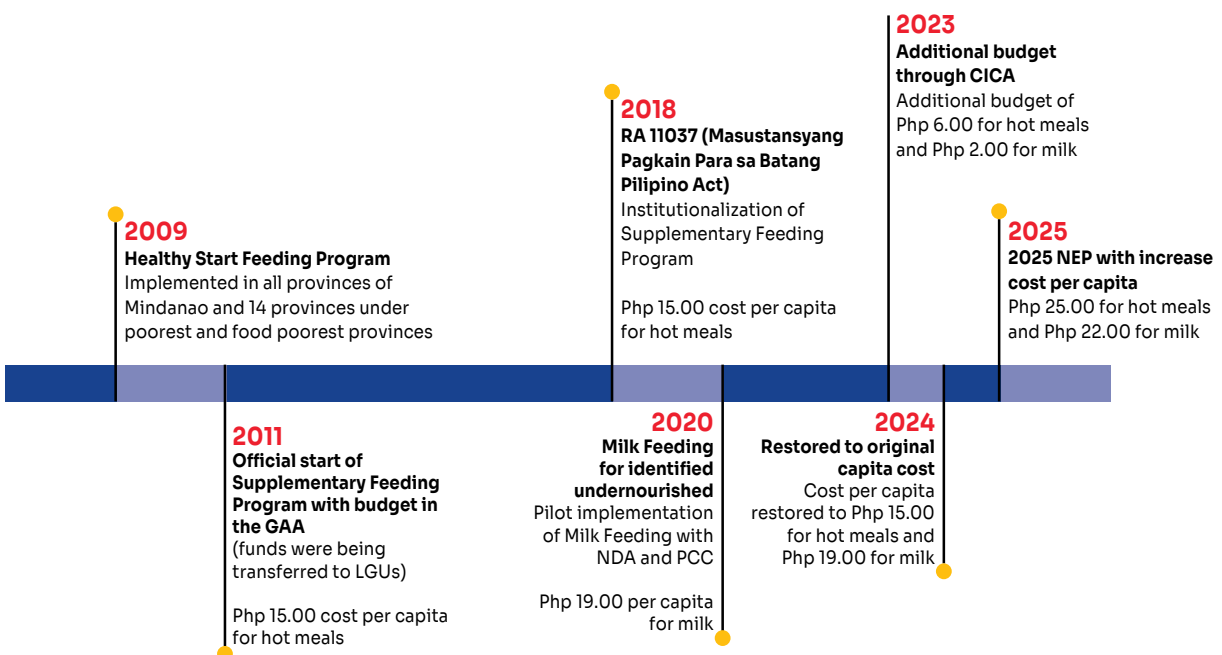 2009
Healthy Start Feeding Program
Implemented in all provinces of
Mindanao and 14 provinces under
poorest and food poorest provinces
2011
Official start of
Supplementary Feeding
Program with budget in
the GAA
(funds were being
transferred to LGUs)
Php 15.00 cost per capita
for hot meals
2018
RA 11037 (Masustansyang
Pagkain Para sa Batang
Pilipino Act)
Institutionalization of
Supplementary Feeding
Program
Php 15.00 cost per capita
for hot meals
2020
Milk Feeding
for identified
undernourished
Pilot implementation
of Milk Feeding with
NDA and PCC
Php 19.00 per capita
for milk
2023
Additional budget
through CICA
Additional budget of
Php 6.00 for hot meals
and Php 2.00 for milk
2024
Restored to original
capita cost
Cost per capita
restored to Php 15.00
for hot meals and
Php 19.00 for milk
2025
2025 NEP with increase
cost per capita
Php 25.00 for hot meals
and Php 22.00 for milk